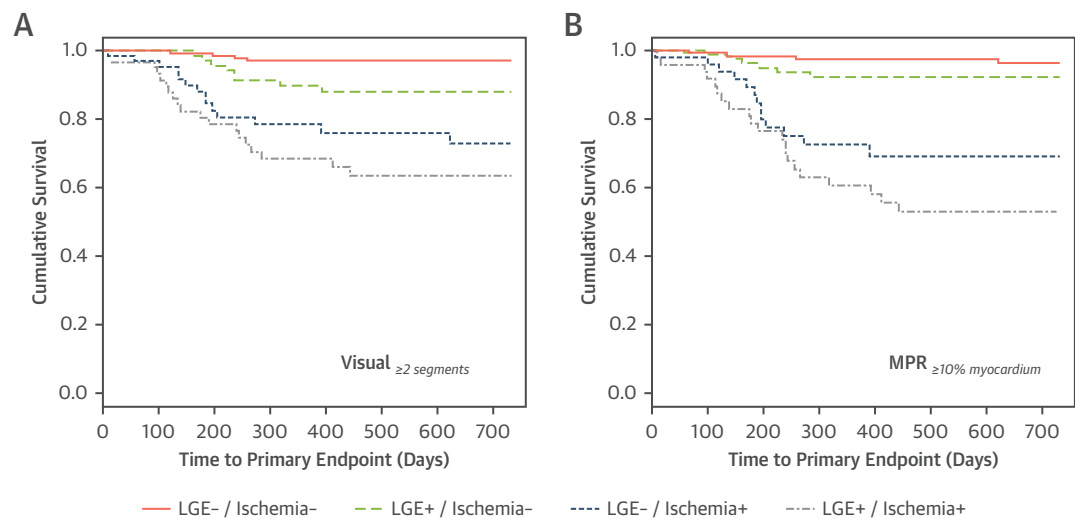 A
B
Cumulative Survival
1.0
0.8
0.6
0.4
0.2
0.0
Visual ≥2 segments
0 100 200 300 400 500 600 700
Time to Primary Endpoint (Days)
Cumulative Survival
1.0
0.8
0.6
0.4
0.2
0.0
MPR ≥10% myocardium
0 100 200 300 400 500 600 700
Time to Primary Endpoint (Days)
LGE− / Ischemia− LGE+ / Ischemia− LGE− / Ischemia+ LGE+ / Ischemia+